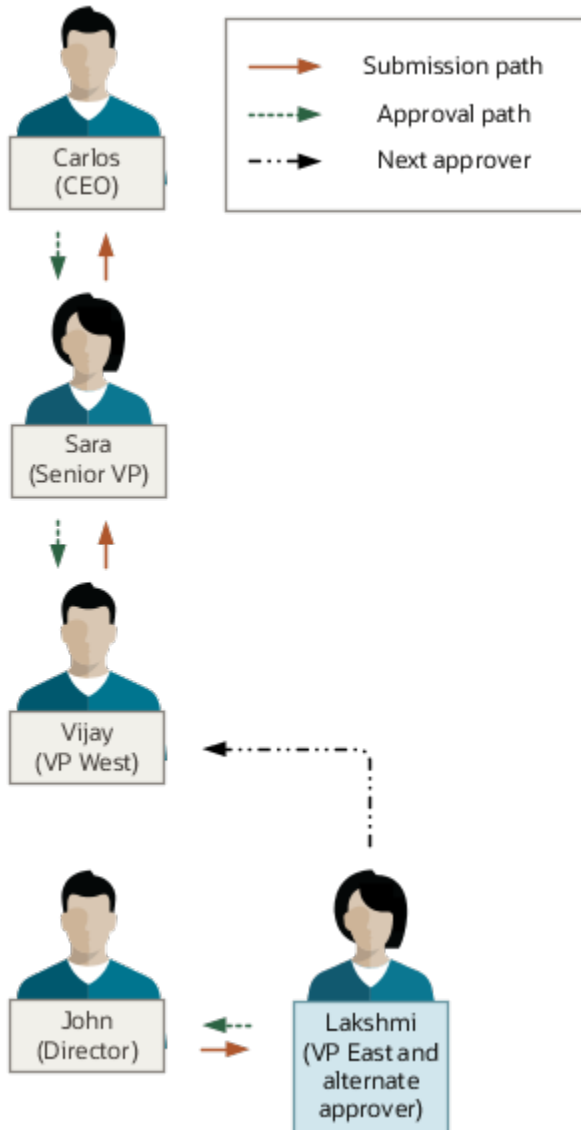 Carlos
(CEO)
Submission path
Approval path
Next approver
Sara
(Senior VP)
Vijay
(VP West)
John
(Director)
Lakshmi
(VP East and
alternate
approver)